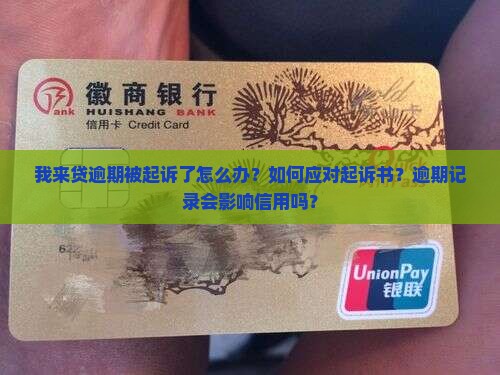 徽商银行
ank
HUISHANG BANK
信用卡 Credit Card
卡
我来贷逾期被起诉了怎么办？如何应对起诉书？逾期记
录会影响信用吗？
UnionPay
银联